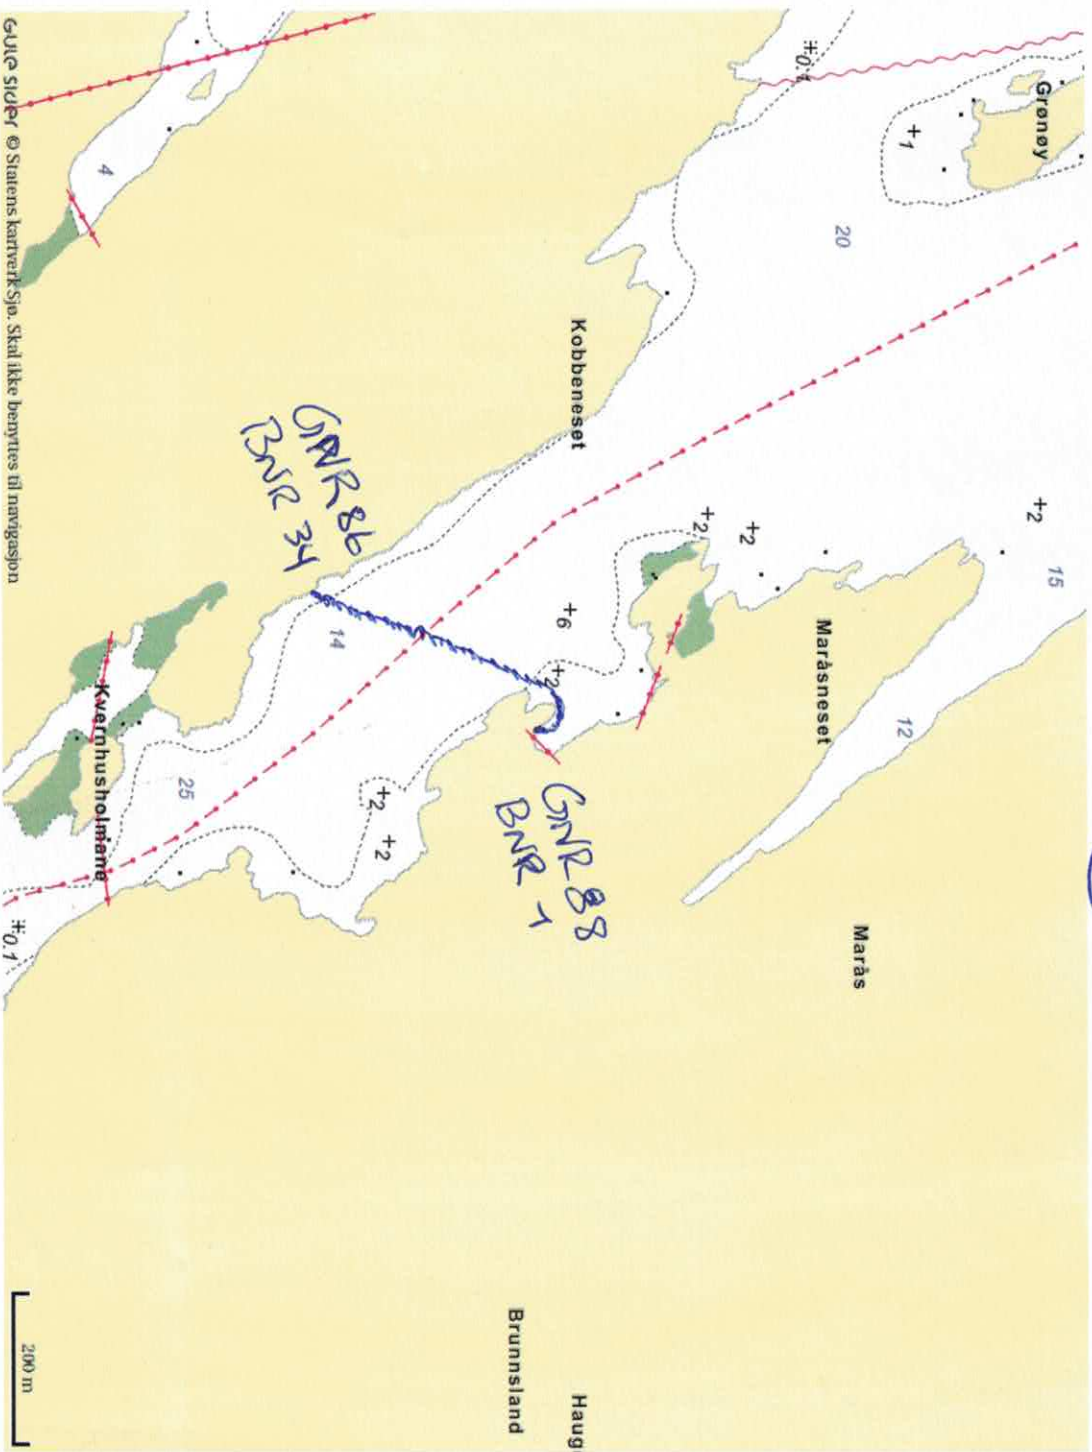 Grønøy
+1
20
⁺⁺0.1
4
Kobbeneset
+2
15
+2
+2
Maråsneset
12
+6
+2
14
GNR 86
BNR 34
GNR 88
BNR 1
+2
+2
25
Kvernhusholmane
⁺⁺0.1
Marås
Brunnsland
Haug
200 m
GULE SIDER © Statens kartverk Sjø. Skal ikke benyttes til navigasjon